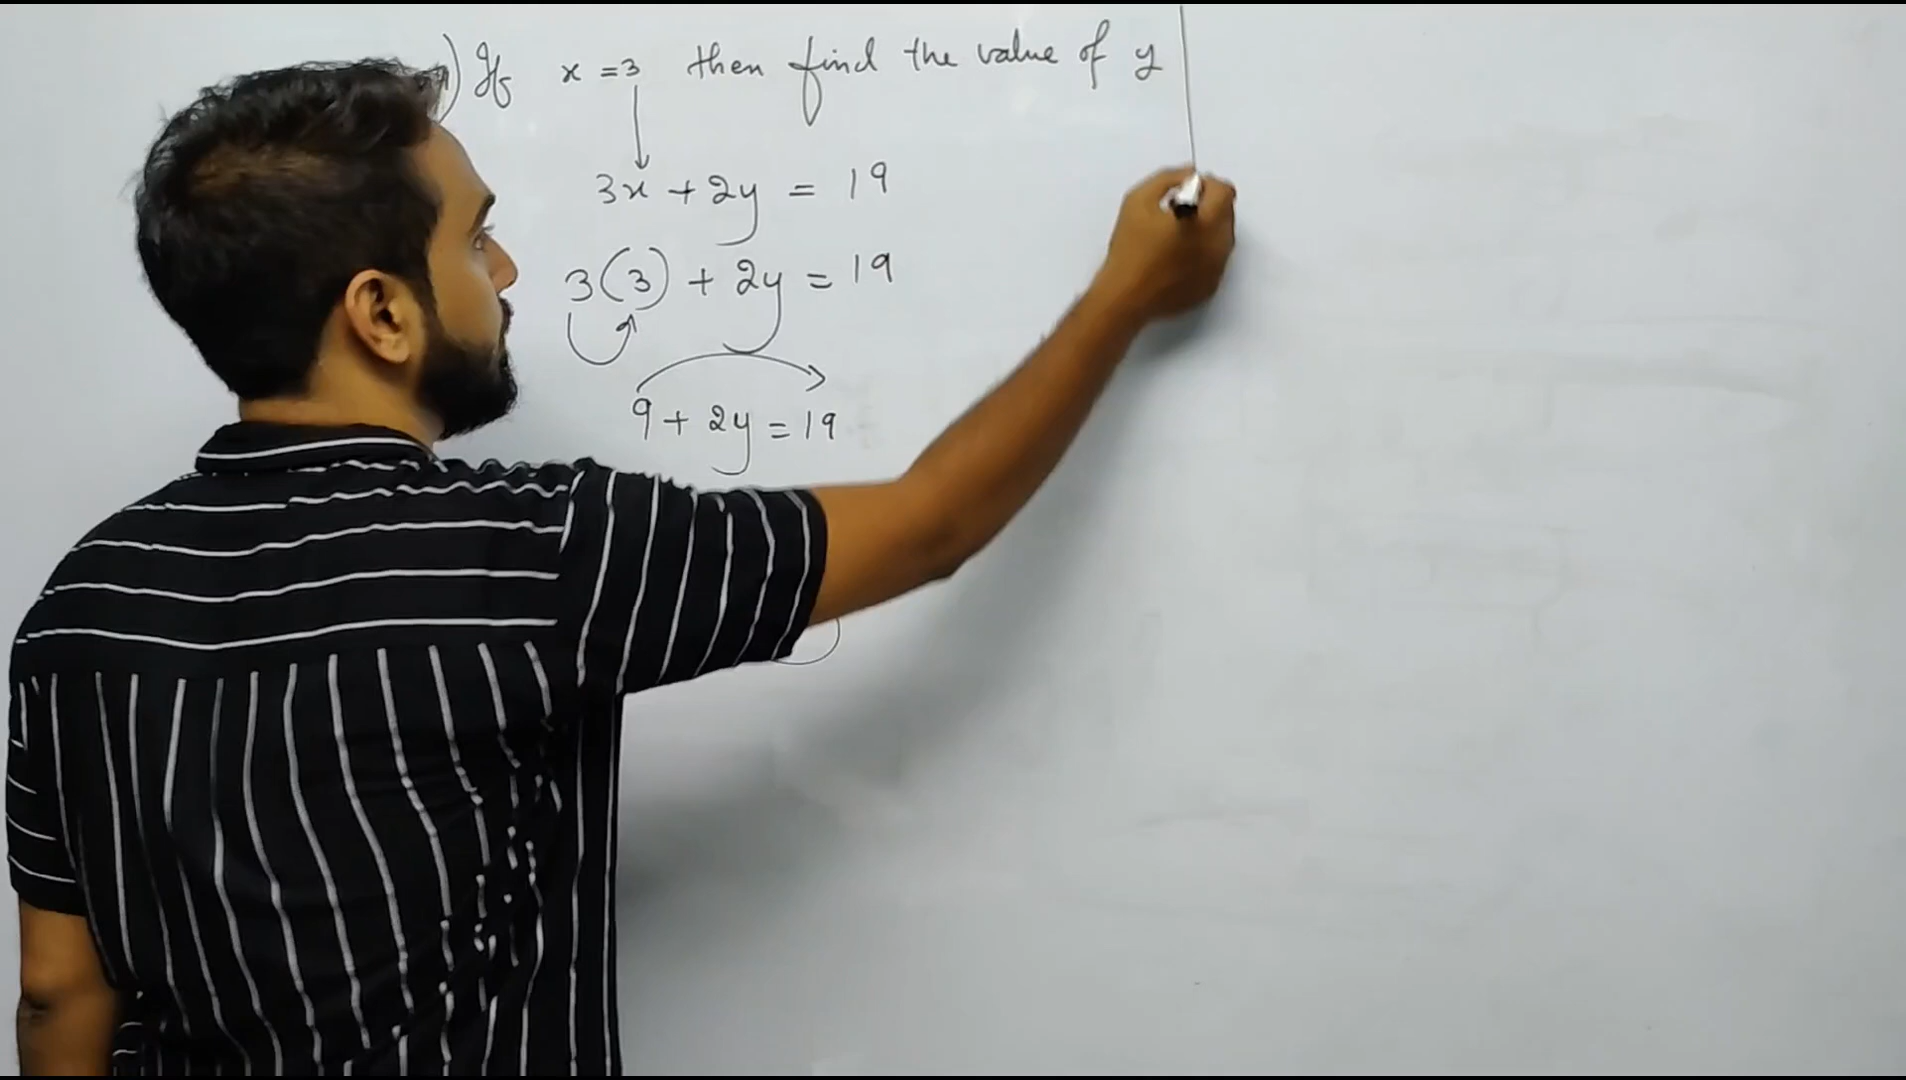 ) If x = 3 then find the value of y
3x + 2y = 19
3(3) + 2y = 19
9 + 2y = 19